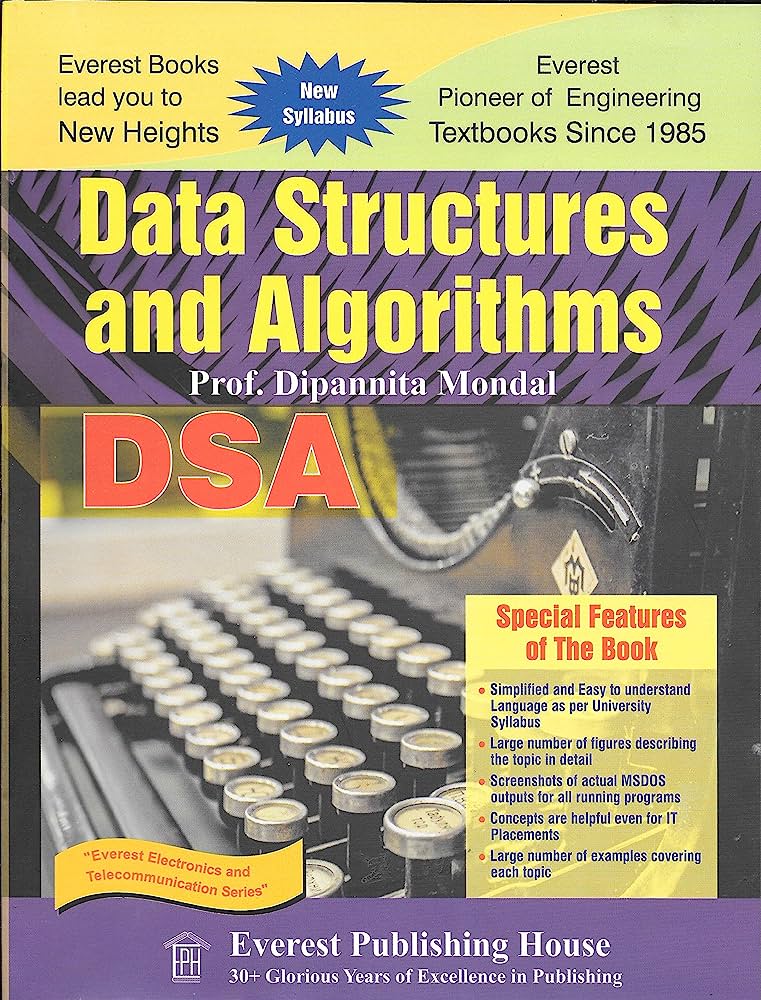 Everest Books
lead you to
New Heights
New
Syllabus
Everest
Pioneer of Engineering
Textbooks Since 1985
Data Structures
and Algorithms
Prof. Dipannita Mondal
DSA
Special Features
of The Book
• Simplified and Easy to understand
Language as per University
Syllabus
• Large number of figures describing
the topic in detail
• Screenshots of actual MSDOS
outputs for all running programs
• Concepts are helpful even for IT
Placements
• Large number of examples covering
each topic
"Everest Electronics and
Telecommunication Series"
EPH
Everest Publishing House
30+ Glorious Years of Excellence in Publishing